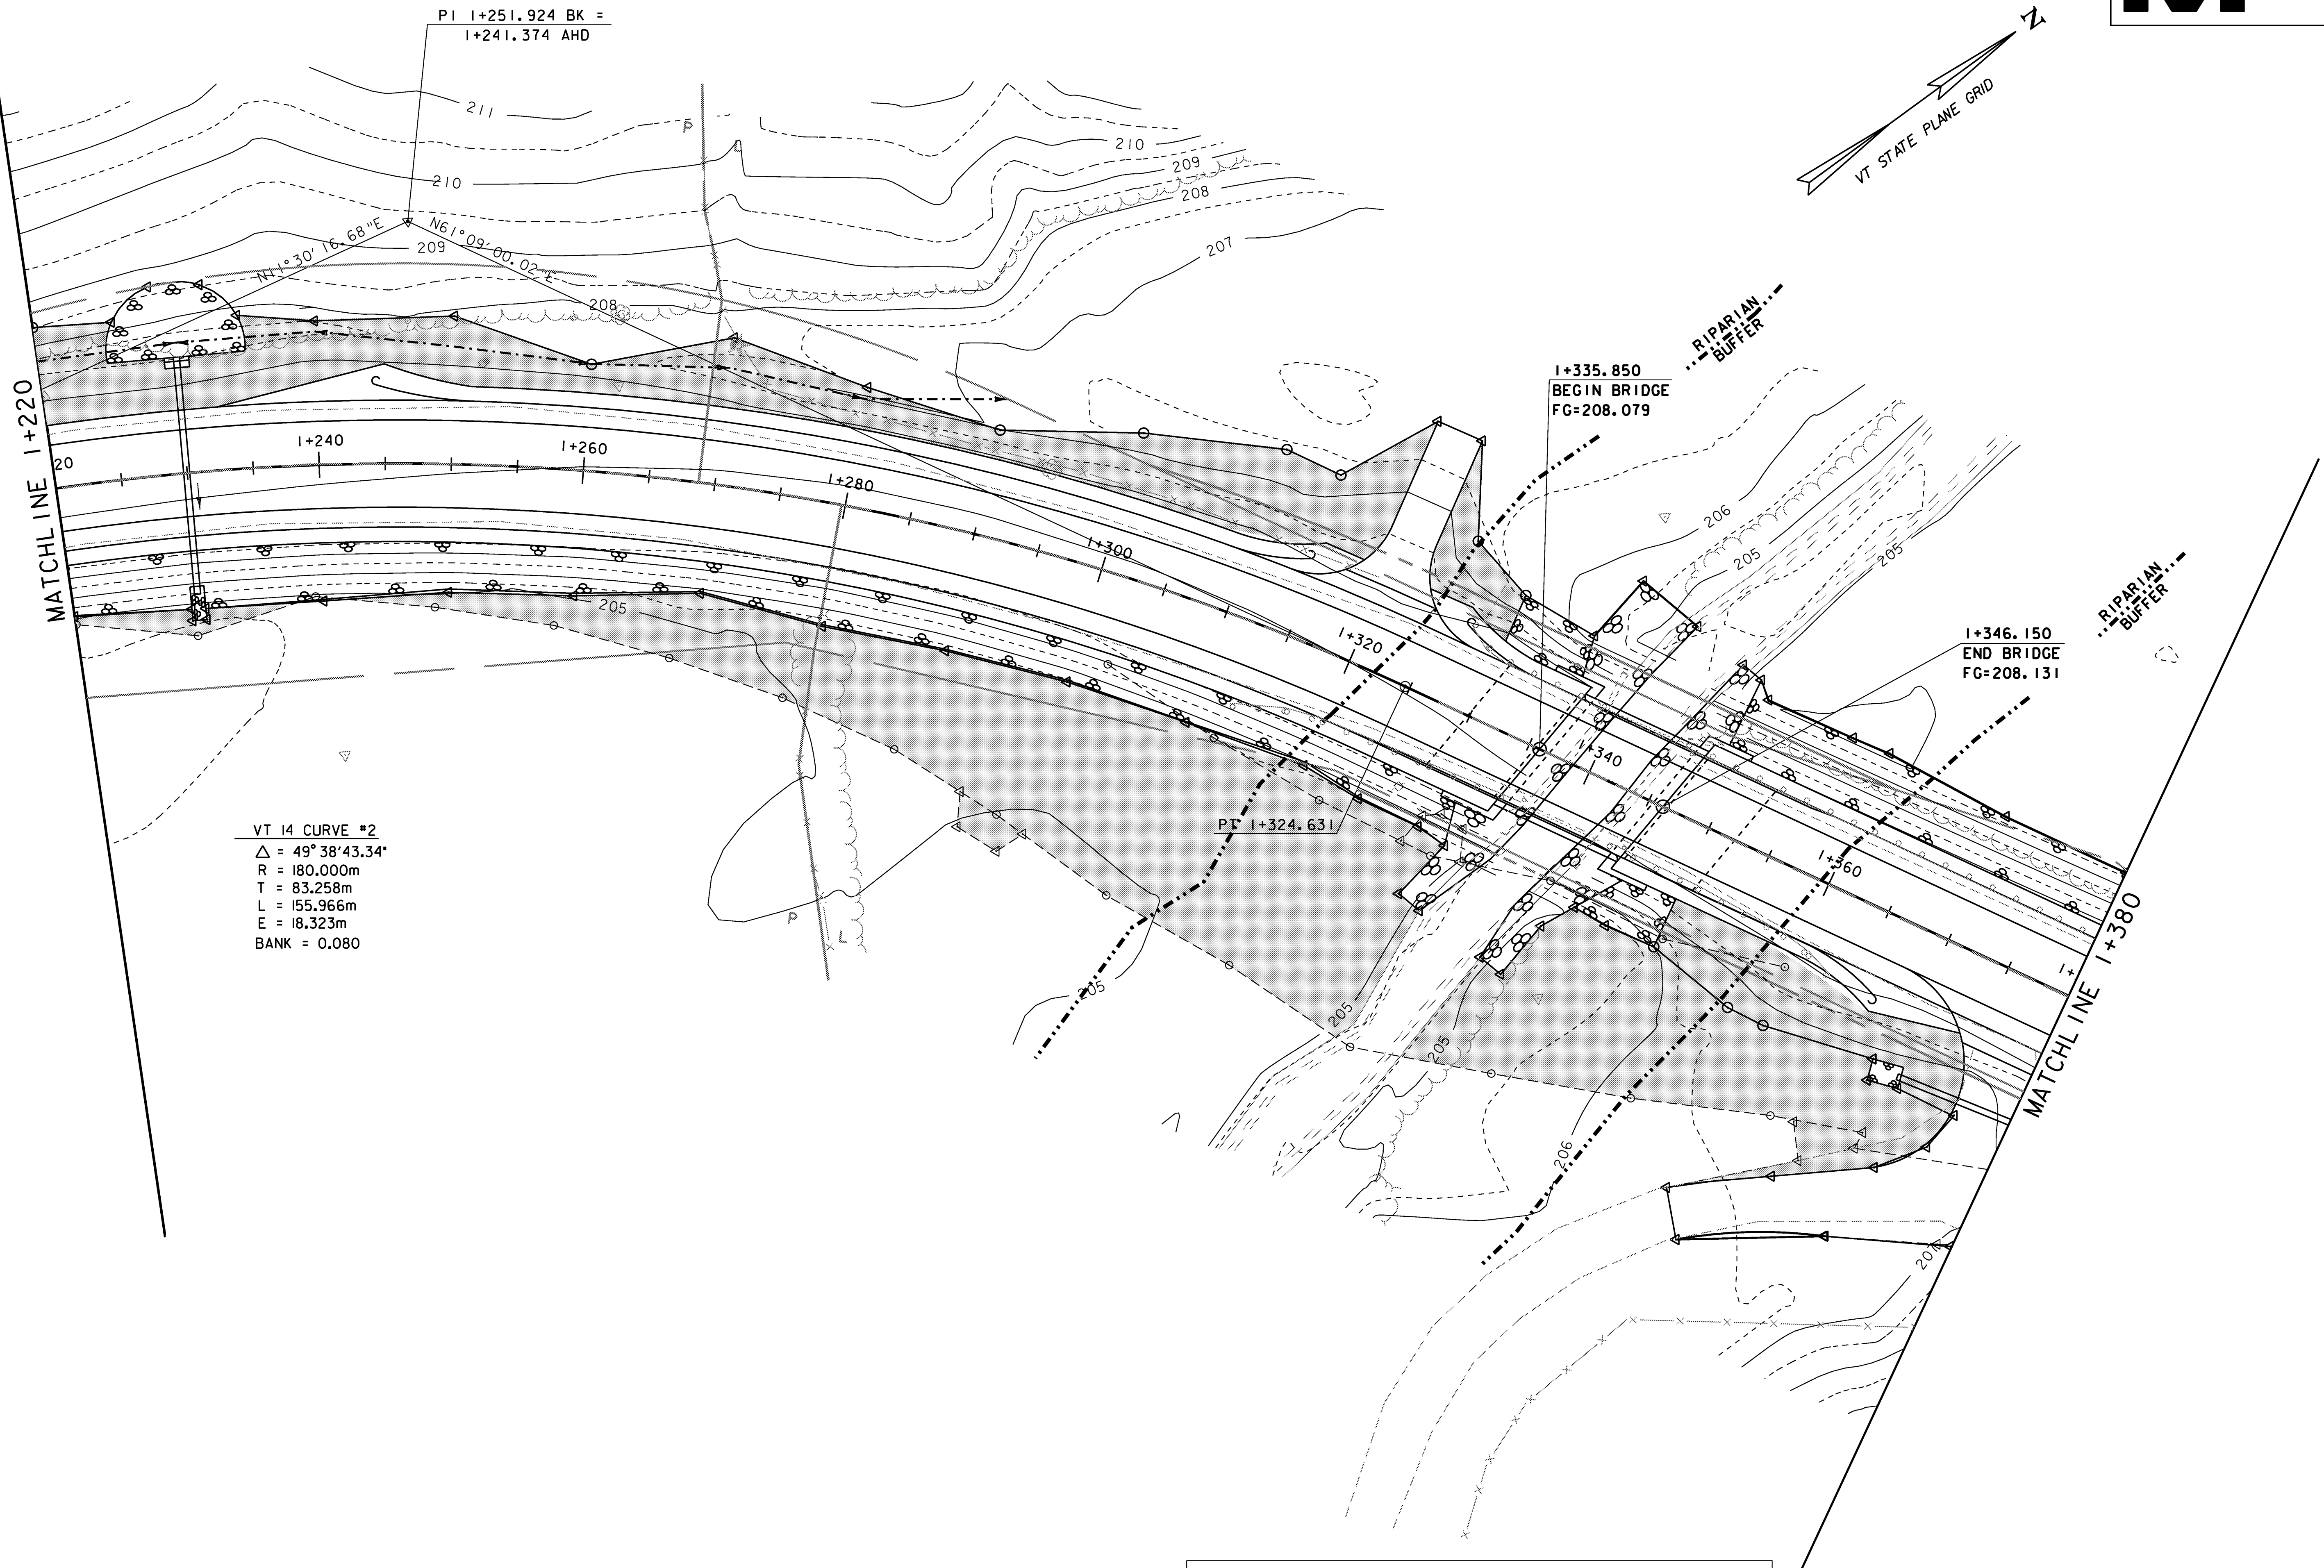 PI 1+251.924 BK =
1+241.374 AHD
N
VT STATE PLANE GRID
211
P
210
L
210
209
208
207
N11°30'16.68"E
N61°09'00.02"E
209
208
RIPARIAN
BUFFER
1+335.850
BEGIN BRIDGE
FG=208.079
MATCHLINE 1+220
20
1+240
1+260
1+280
1+300
1+320
1+340
1+360
1+
206
205
205
RIPARIAN
BUFFER
1+346.150
END BRIDGE
FG=208.131
205
PT 1+324.631
VT 14 CURVE #2
△ = 49°38'43.34"
R = 180.000m
T = 83.258m
L = 155.966m
E = 18.323m
BANK = 0.080
P
L
205
205
205
206
MATCHLINE 1+380